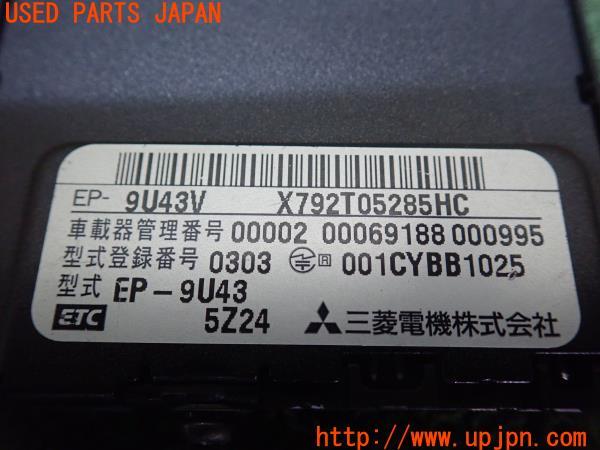 USED PARTS JAPAN
EP- 9U43V X792T05285HC
車載器管理番号 00002 00069188 000995
型式登録番号 0303 R 001CYBB1025
型式 EP-9U43
ETC 5Z24 三菱電機株式会社
http://www.upjpn.com/